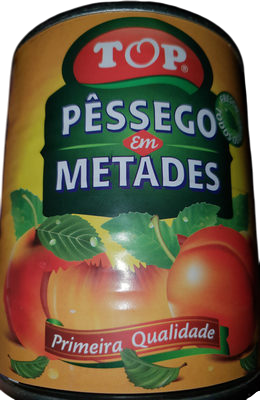 TOP®
PÊSSEGO
Em
METADES
Primeira Qualidade